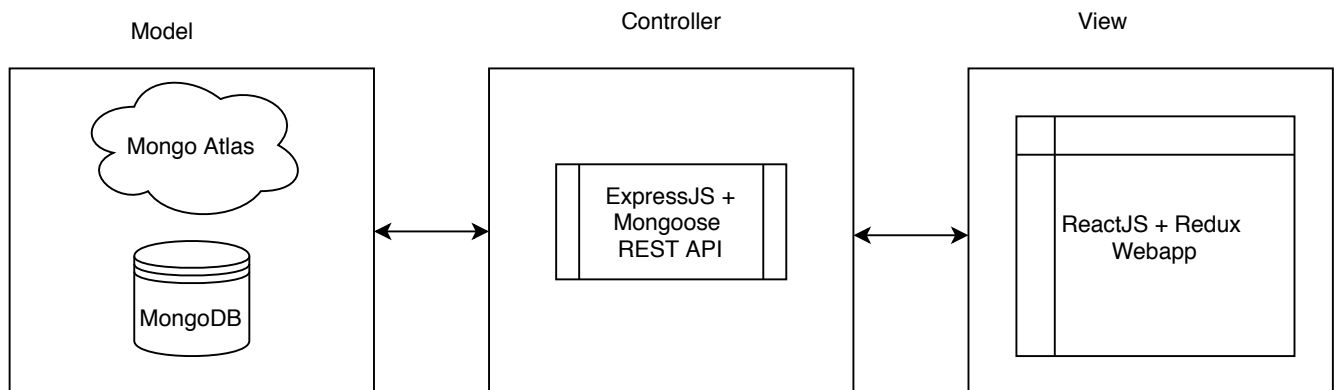 Model
Controller
View
Mongo Atlas
MongoDB
ExpressJS +
Mongoose
REST API
ReactJS + Redux
Webapp